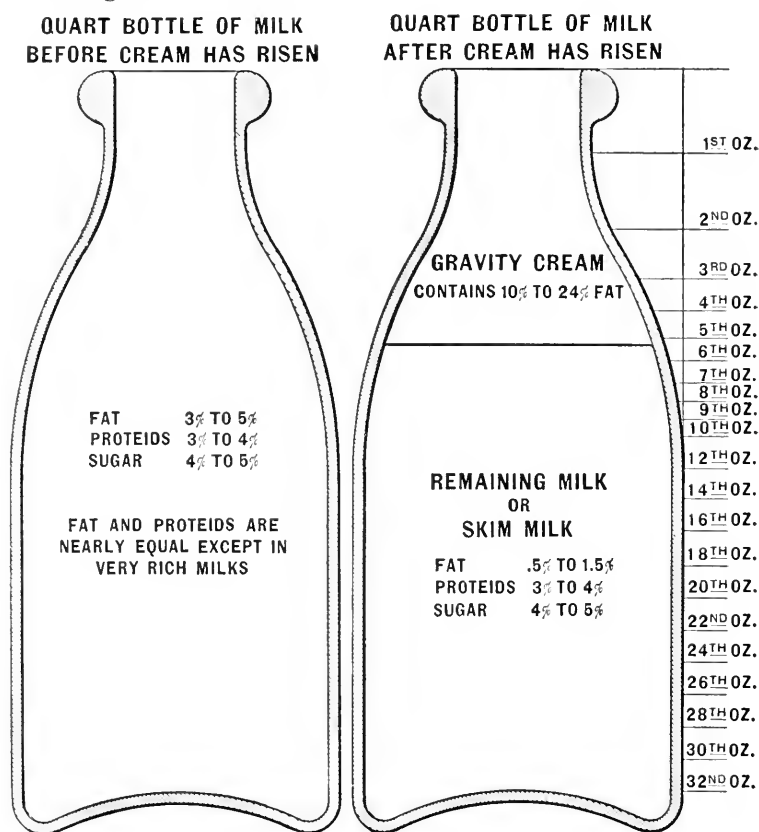 QUART BOTTLE OF MILK
BEFORE CREAM HAS RISEN
FAT 3% TO 5%
PROTEIDS 3% TO 4%
SUGAR 4% TO 5%
FAT AND PROTEIDS ARE
NEARLY EQUAL EXCEPT IN
VERY RICH MILKS
QUART BOTTLE OF MILK
AFTER CREAM HAS RISEN
GRAVITY CREAM
CONTAINS 10% TO 24% FAT
REMAINING MILK
OR
SKIM MILK
FAT .5% TO 1.5%
PROTEIDS 3% TO 4%
SUGAR 4% TO 5%
1ST OZ.
2ND OZ.
3RD OZ.
4TH OZ.
5TH OZ.
6TH OZ.
7TH OZ.
8TH OZ.
9TH OZ.
10TH OZ.
12TH OZ.
14TH OZ.
16TH OZ.
18TH OZ.
20TH OZ.
22ND OZ.
24TH OZ.
26TH OZ.
28TH OZ.
30TH OZ.
32ND OZ.